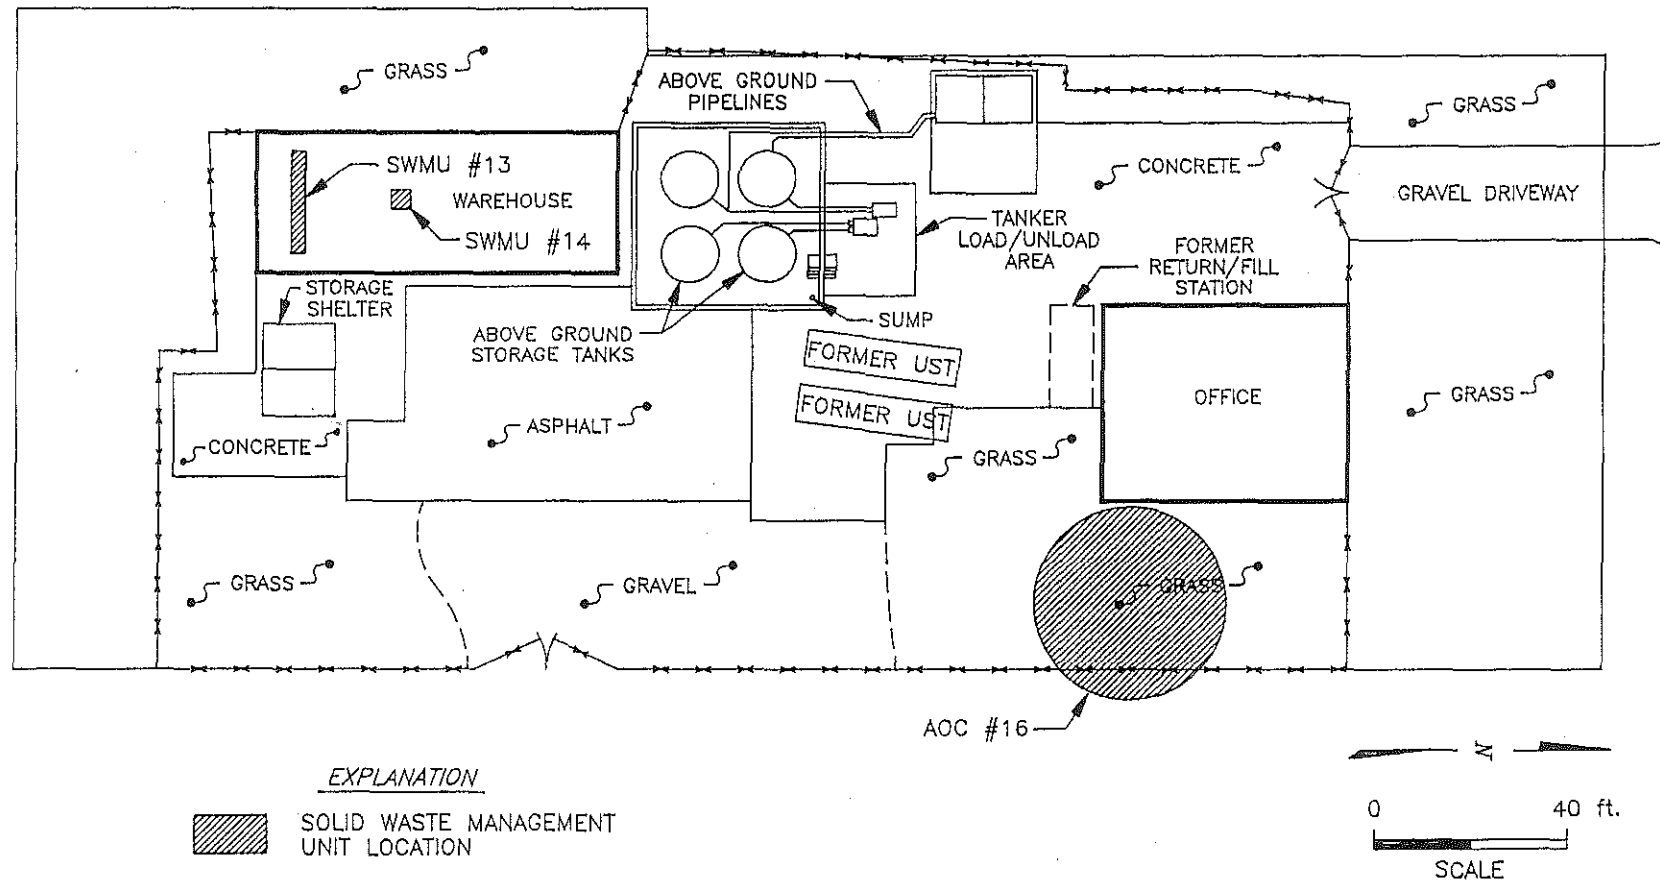 GRASS
ABOVE GROUND
PIPELINES
GRASS
SWMU #13
WAREHOUSE
SWMU #14
CONCRETE
GRAVEL DRIVEWAY
TANKER
LOAD/UNLOAD
AREA
FORMER
RETURN/FILL
STATION
STORAGE
SHELTER
ABOVE GROUND
STORAGE TANKS
SUMP
FORMER UST
FORMER UST
OFFICE
GRASS
ASPHALT
CONCRETE
GRASS
GRASS
GRAVEL
GRASS
AOC #16
N
EXPLANATION
SOLID WASTE MANAGEMENT
UNIT LOCATION
0 40 ft.
SCALE